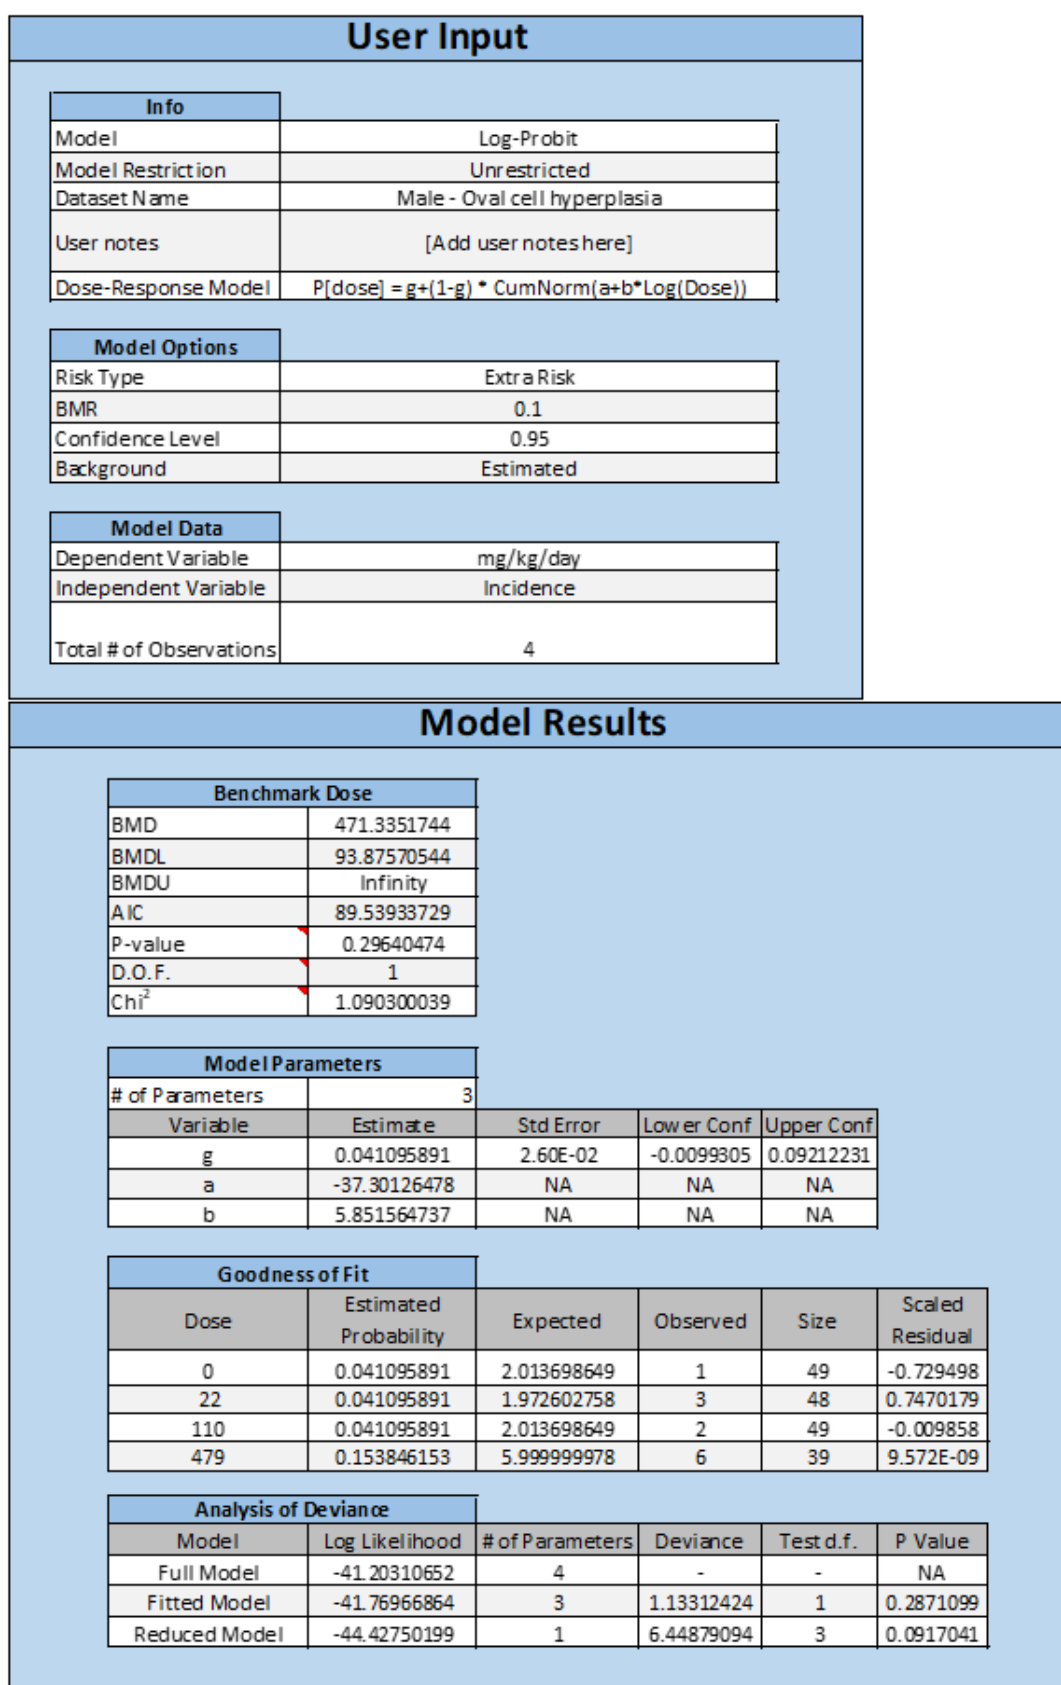 User Input
Info
Model Log-Probit
Model Restriction Unrestricted
Dataset Name Male - Oval cell hyperplasia
User notes [Add user notes here]
Dose-Response Model P[dose] = g+(1-g) * CumNorm(a+b*Log(Dose))
Model Options
Risk Type Extra Risk
BMR 0.1
Confidence Level 0.95
Background Estimated
Model Data
Dependent Variable mg/kg/day
Independent Variable Incidence
Total # of Observations 4
Model Results
Benchmark Dose
BMD 471.3351744
BMDL 93.87570544
BMDU Infinity
AIC 89.53933729
P-value 0.29640474
D.O.F. 1
Chi² 1.090300039
Model Parameters
# of Parameters 3
Variable Estimate Std Error Lower Conf Upper Conf
g 0.041095891 2.60E-02 -0.0099305 0.09212231
a -37.30126478 NA NA NA
b 5.851564737 NA NA NA
Goodness of Fit
Dose Estimated Probability Expected Observed Size Scaled Residual
0 0.041095891 2.013698649 1 49 -0.729498
22 0.041095891 1.972602758 3 48 0.7470179
110 0.041095891 2.013698649 2 49 -0.009858
479 0.153846153 5.999999978 6 39 9.572E-09
Analysis of Deviance
Model Log Likelihood # of Parameters Deviance Test d.f. P Value
Full Model -41.20310652 4 - - NA
Fitted Model -41.76966864 3 1.13312424 1 0.2871099
Reduced Model -44.42750199 1 6.44879094 3 0.0917041